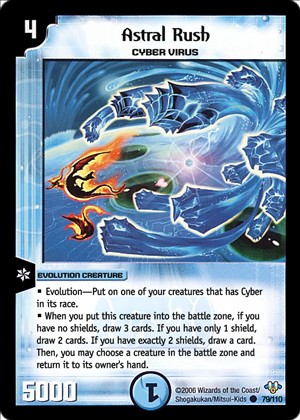 4
Astral Rush
CYBER VIRUS
EVOLUTION CREATURE
▪ Evolution—Put on one of your creatures that has Cyber
in its race.
▪ When you put this creature into the battle zone, if you
have no shields, draw 3 cards. If you have only 1 shield,
draw 2 cards. If you have exactly 2 shields, draw a card.
Then, you may choose a creature in the battle zone and
return it to its owner's hand.
5000
1
©2006 Wizards of the Coast/
Shogakukan/Mitsui-Kids
79/110